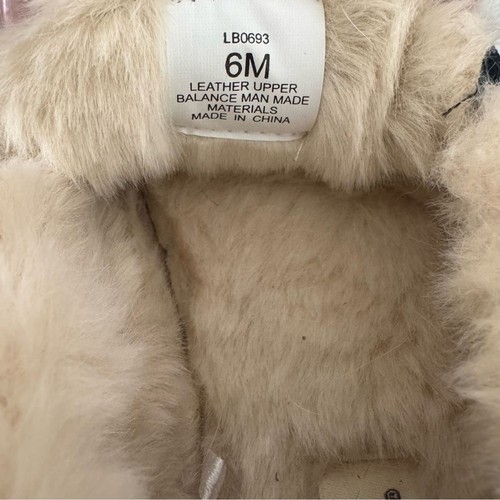 LB0693
6M
LEATHER UPPER
BALANCE MAN MADE
MATERIALS
MADE IN CHINA